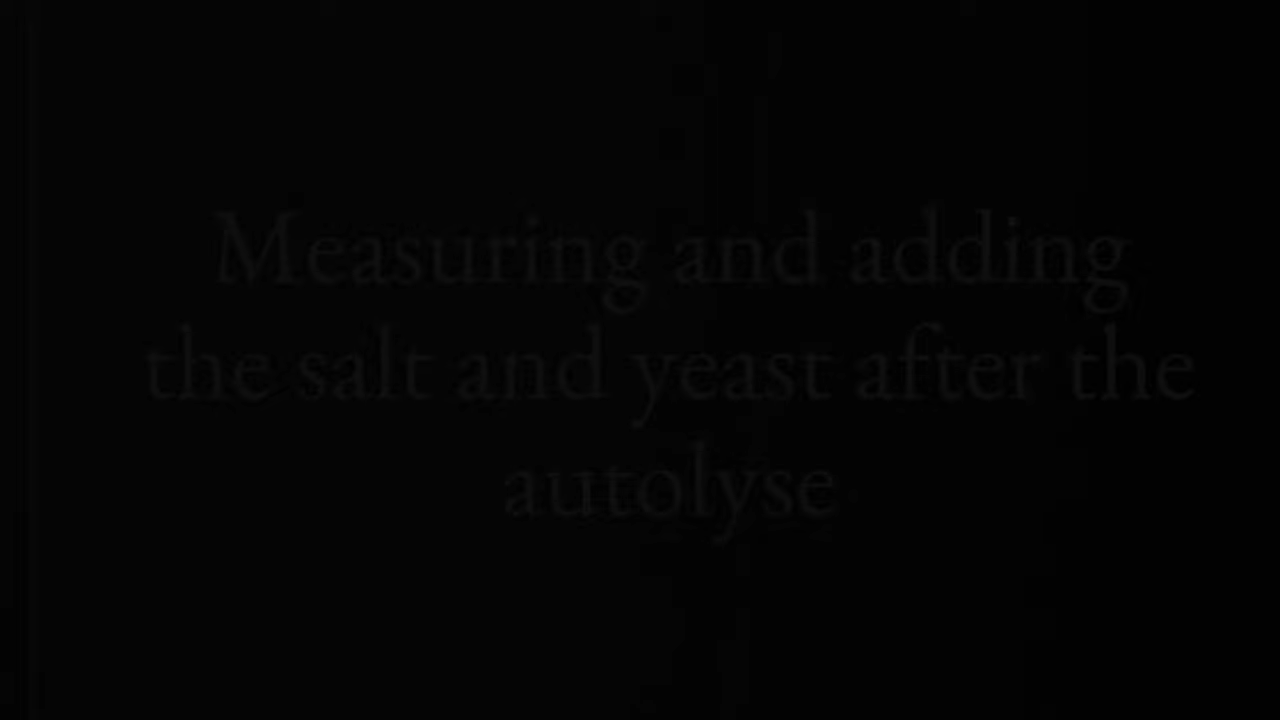 Measuring and adding
the salt and yeast after the
autolyse